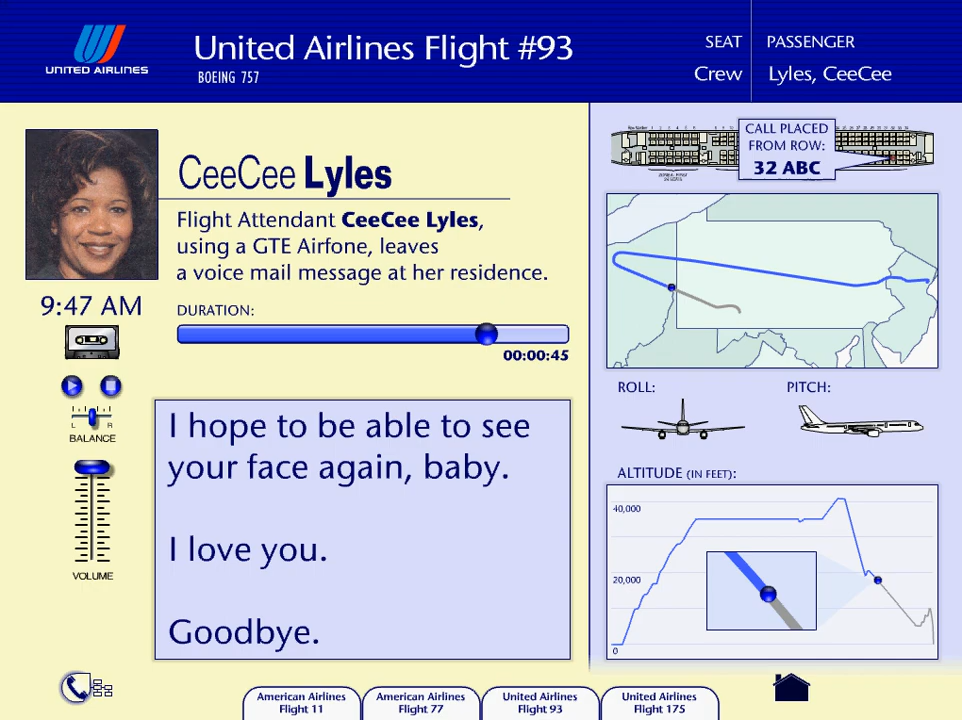 UNITED AIRLINES
United Airlines Flight #93
BOEING 757
SEAT
PASSENGER
Crew
Lyles, CeeCee
CeeCee Lyles
Flight Attendant CeeCee Lyles,
using a GTE Airfone, leaves
a voice mail message at her residence.
9:47 AM
DURATION:
00:00:45
BALANCE
L
R
VOLUME
I hope to be able to see
your face again, baby.
I love you.
Goodbye.
CALL PLACED
FROM ROW:
32 ABC
ROLL:
PITCH:
ALTITUDE (IN FEET):
40,000
20,000
0
American Airlines
Flight 11
American Airlines
Flight 77
United Airlines
Flight 93
United Airlines
Flight 175